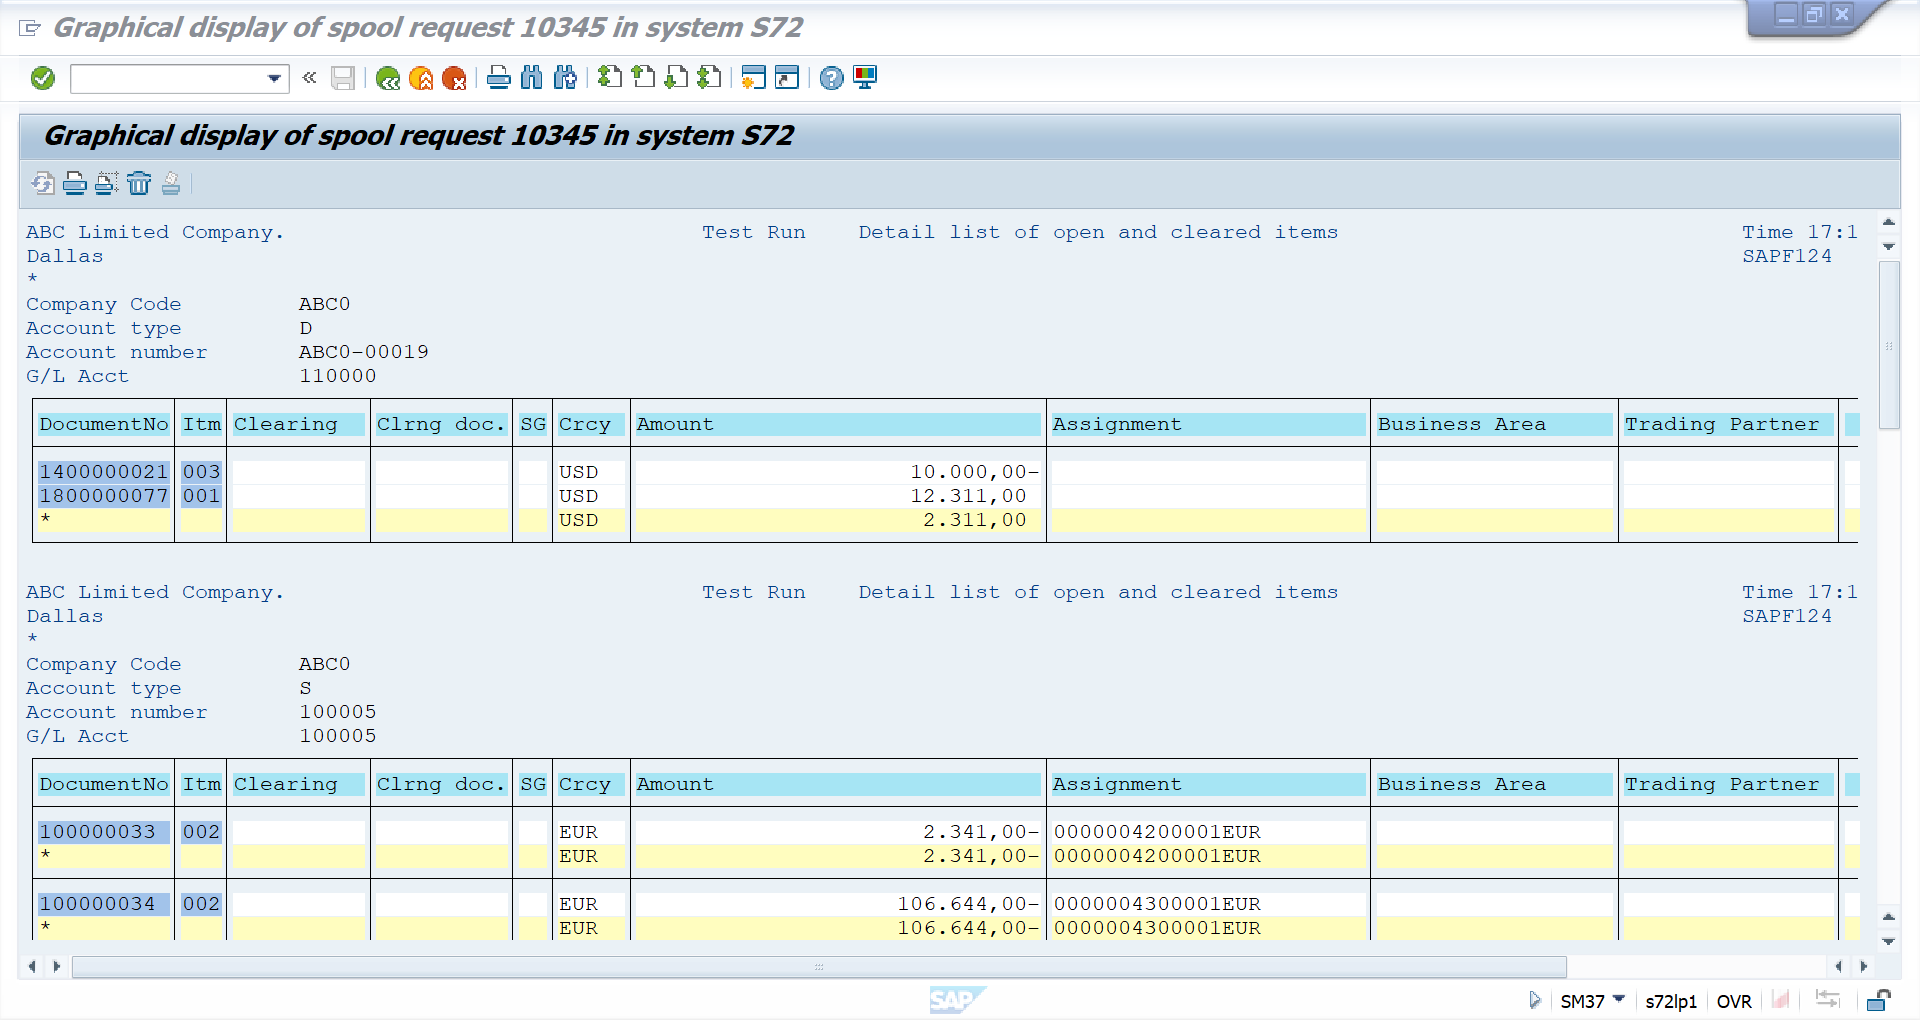 Graphical display of spool request 10345 in system S72
Graphical display of spool request 10345 in system S72
ABC Limited Company. Test Run Detail list of open and cleared items Time 17:1
Dallas SAPF124
*
Company Code ABC0
Account type D
Account number ABC0-00019
G/L Acct 110000
DocumentNo Itm Clearing Clrng doc. SG Crcy Amount Assignment Business Area Trading Partner
1400000021 003 USD 10.000,00-
1800000077 001 USD 12.311,00
* USD 2.311,00
ABC Limited Company. Test Run Detail list of open and cleared items Time 17:1
Dallas SAPF124
*
Company Code ABC0
Account type S
Account number 100005
G/L Acct 100005
DocumentNo Itm Clearing Clrng doc. SG Crcy Amount Assignment Business Area Trading Partner
100000033 002 EUR 2.341,00- 0000004200001EUR
* EUR 2.341,00- 0000004200001EUR
100000034 002 EUR 106.644,00- 0000004300001EUR
* EUR 106.644,00- 0000004300001EUR
SAP SM37 s72lp1 OVR